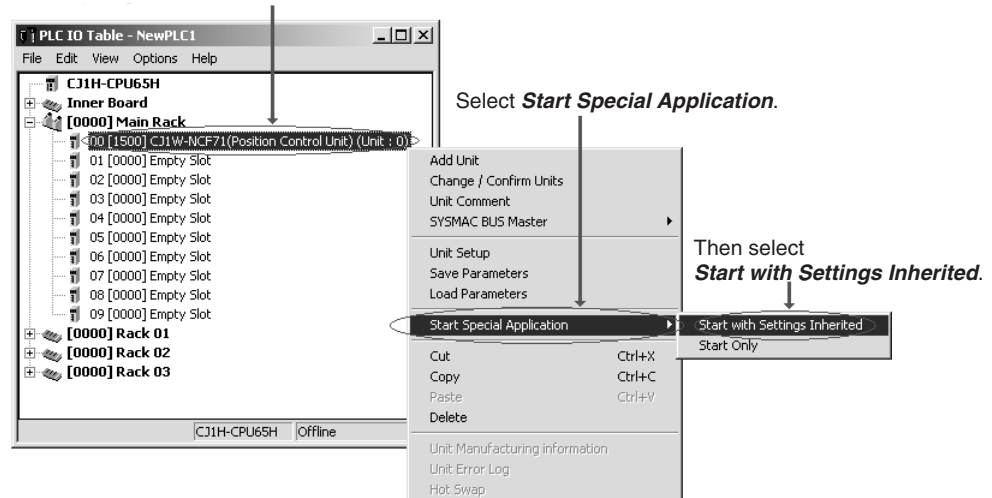 PLC IO Table - NewPLC1
File Edit View Options Help
CJ1H-CPU65H
Inner Board
[0000] Main Rack
00 [1500] CJ1W-NCF71(Position Control Unit) (Unit : 0)
01 [0000] Empty Slot
02 [0000] Empty Slot
03 [0000] Empty Slot
04 [0000] Empty Slot
05 [0000] Empty Slot
06 [0000] Empty Slot
07 [0000] Empty Slot
08 [0000] Empty Slot
09 [0000] Empty Slot
[0000] Rack 01
[0000] Rack 02
[0000] Rack 03
CJ1H-CPU65H Offline
Select Start Special Application.
Add Unit
Change / Confirm Units
Unit Comment
SYSMAC BUS Master
Unit Setup
Save Parameters
Load Parameters
Start Special Application
Cut Ctrl+X
Copy Ctrl+C
Paste Ctrl+V
Delete
Unit Manufacturing information
Unit Error Log
Hot Swap
Then select
Start with Settings Inherited.
Start with Settings Inherited
Start Only